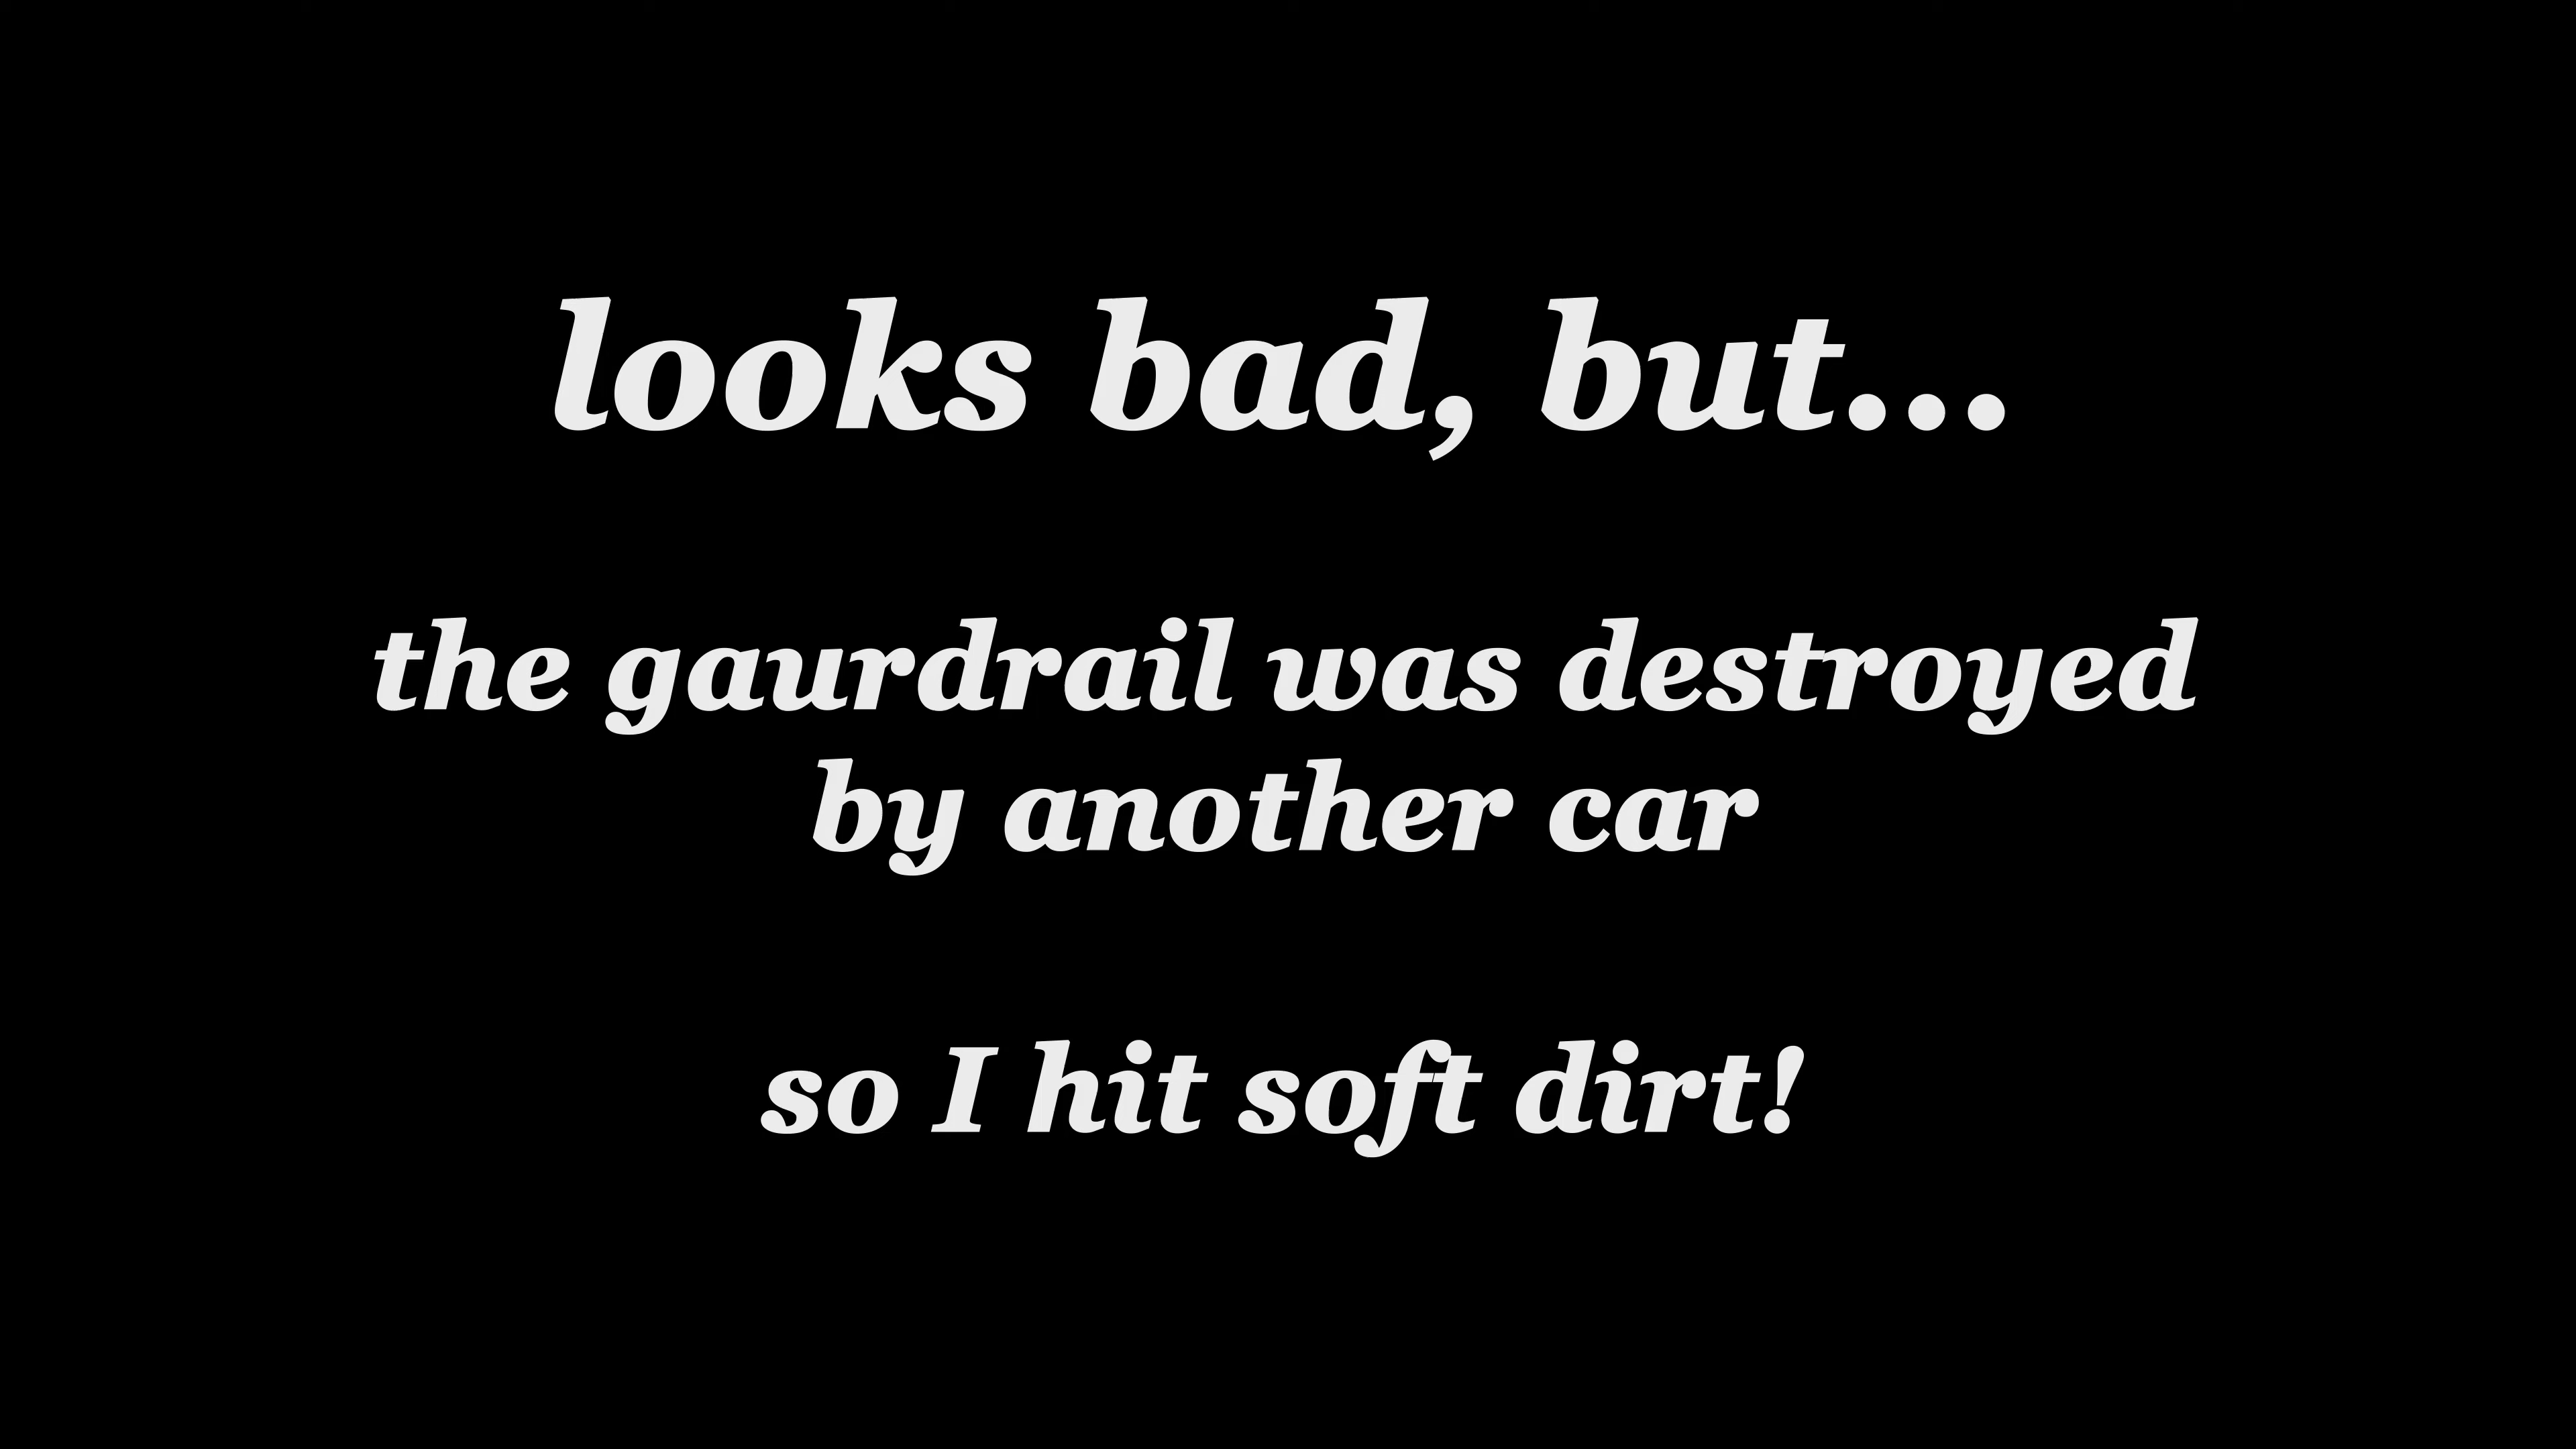 looks bad, but...
the gaurdrail was destroyed
by another car
so I hit soft dirt!